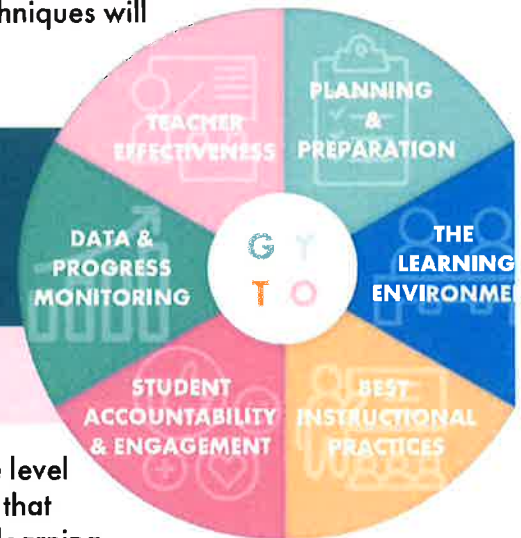 hniques will
PLANNING
&
PREPARATION
TEACHER
EFFECTIVENESS
THE
LEARNING
ENVIRONME
DATA &
PROGRESS
MONITORING
G Y
T O
STUDENT
ACCOUNTABILITY
& ENGAGEMENT
BEST
INSTRUCTIONAL
PRACTICES
level
that